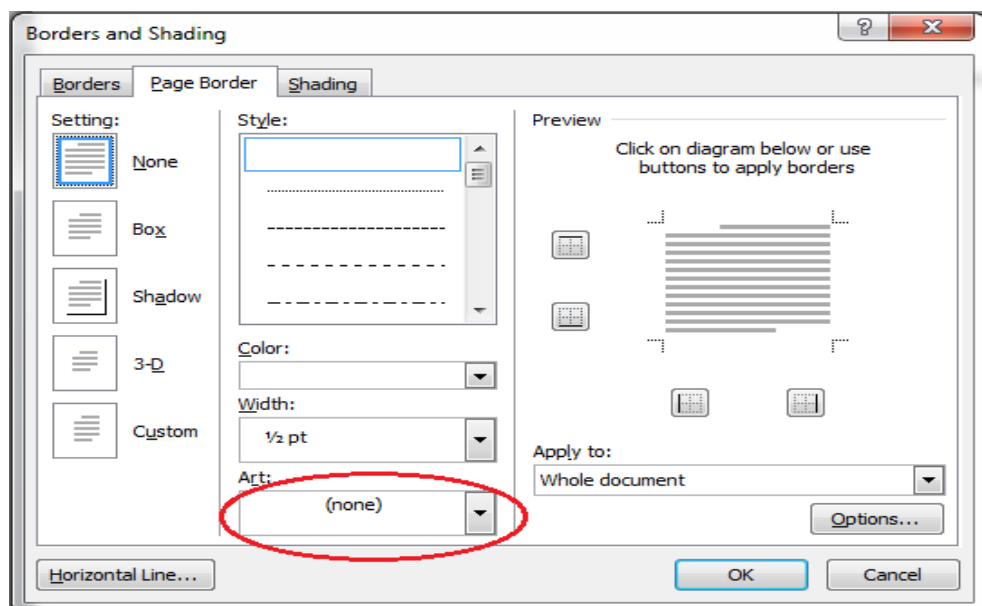 Borders and Shading
Borders
Page Border
Shading
Setting:
None
Box
Shadow
3-D
Custom
Style:
Color:
Width:
½ pt
Art:
(none)
Preview
Click on diagram below or use
buttons to apply borders
Apply to:
Whole document
Options...
Horizontal Line...
OK
Cancel